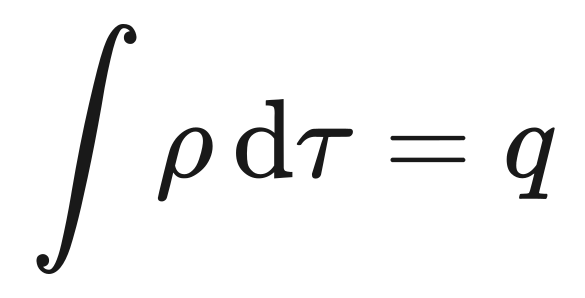 ∫ ρ dτ = q